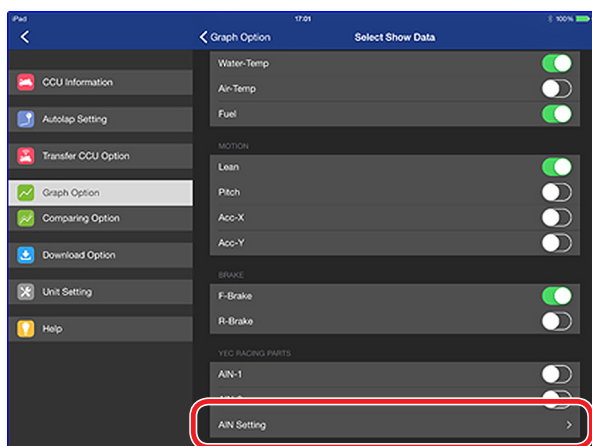 iPad 17:01 100%
Graph Option Select Show Data
CCU Information
Autolap Setting
Transfer CCU Option
Graph Option
Comparing Option
Download Option
Unit Setting
Help
Water-Temp
Air-Temp
Fuel
MOTION
Lean
Pitch
Acc-X
Acc-Y
BRAKE
F-Brake
R-Brake
YEC RACING PARTS
AIN-1
AIN Setting